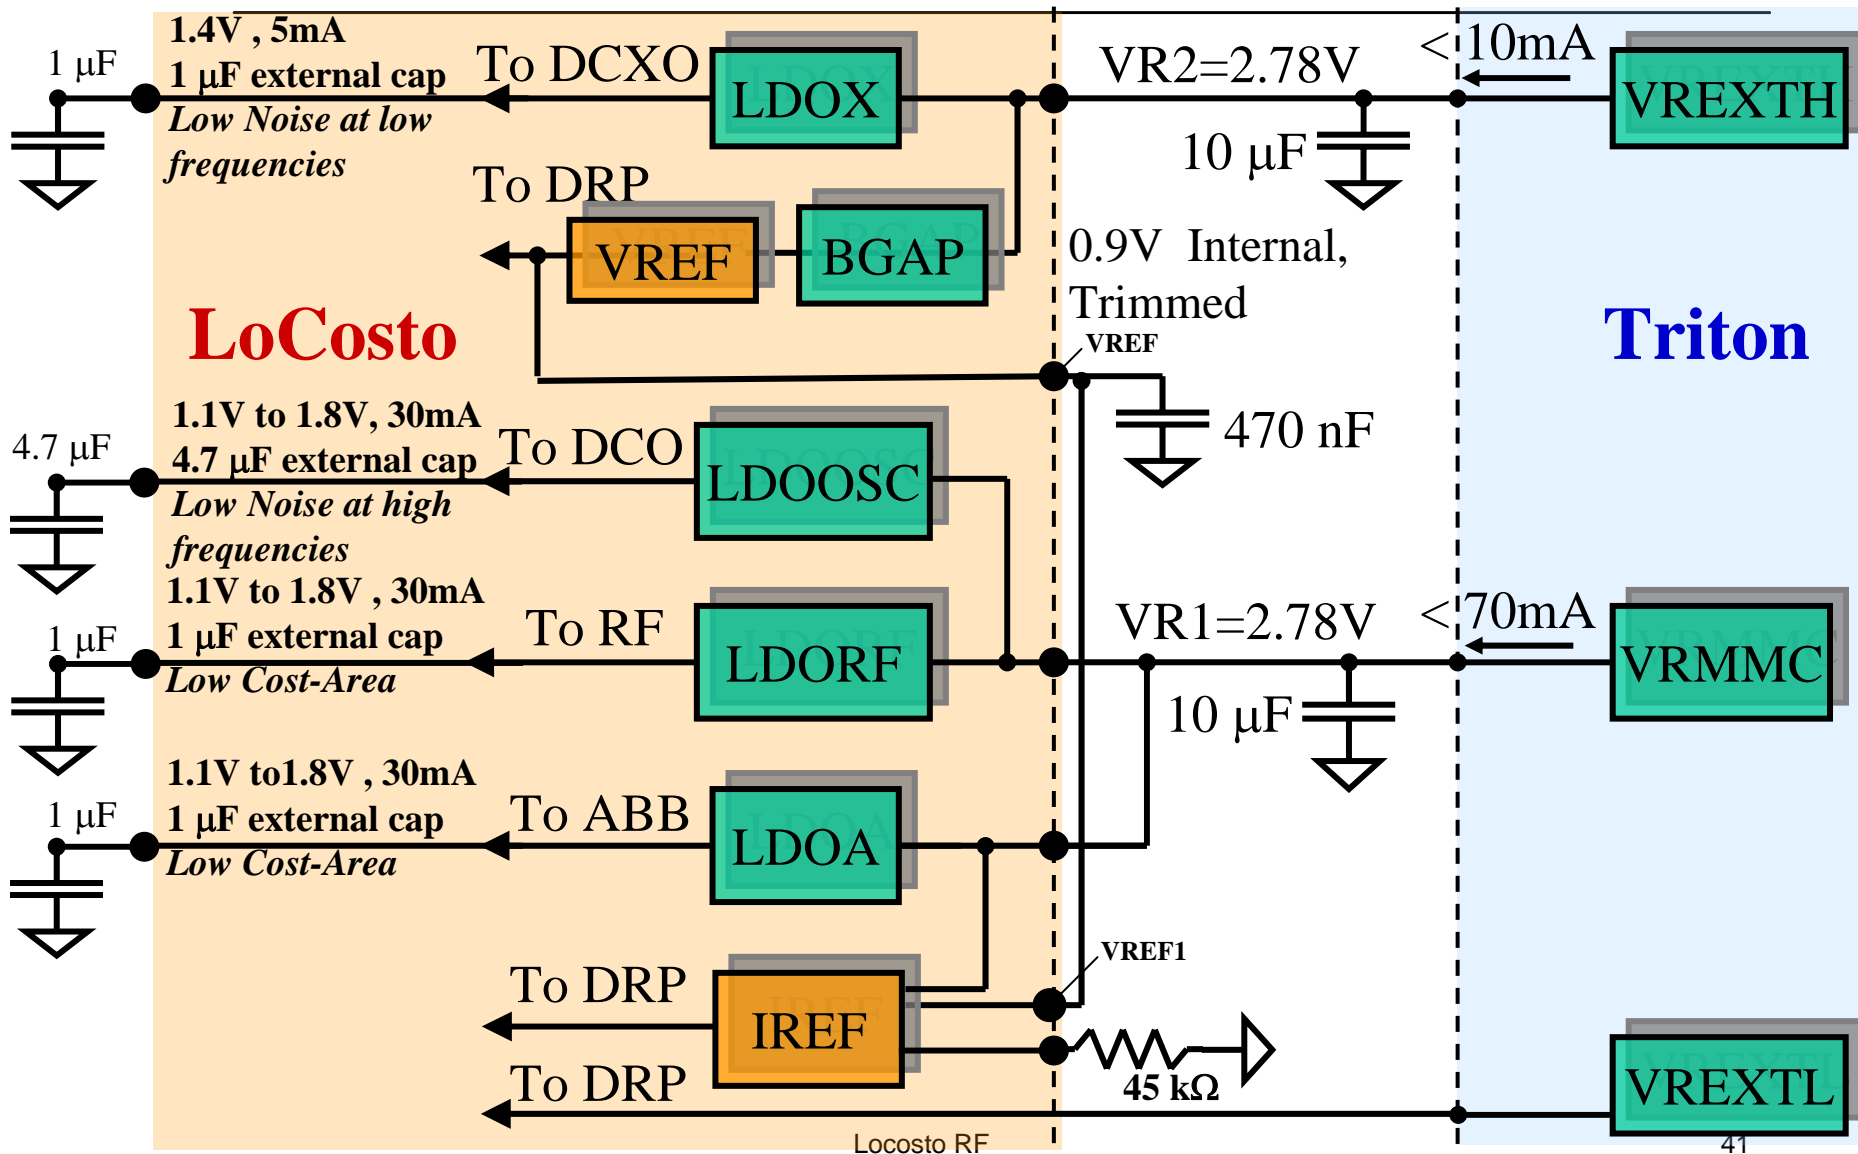 1.4V , 5mA
1 μF external cap
Low Noise at low
frequencies
1 μF
To DCXO
LDOX
VR2=2.78V
< 10mA
VREXTH
10 μF
To DRP
VREF
BGAP
0.9V Internal,
Trimmed
VREF
LoCosto
Triton
1.1V to 1.8V, 30mA
4.7 μF external cap
Low Noise at high
frequencies
4.7 μF
To DCO
LDOOSC
470 nF
1.1V to 1.8V , 30mA
1 μF external cap
Low Cost-Area
1 μF
To RF
LDORF
VR1=2.78V
< 70mA
VRMMC
10 μF
1.1V to1.8V , 30mA
1 μF external cap
Low Cost-Area
1 μF
To ABB
LDOA
VREF1
To DRP
IREF
45 kΩ
To DRP
VREXTL
Locosto RF
41